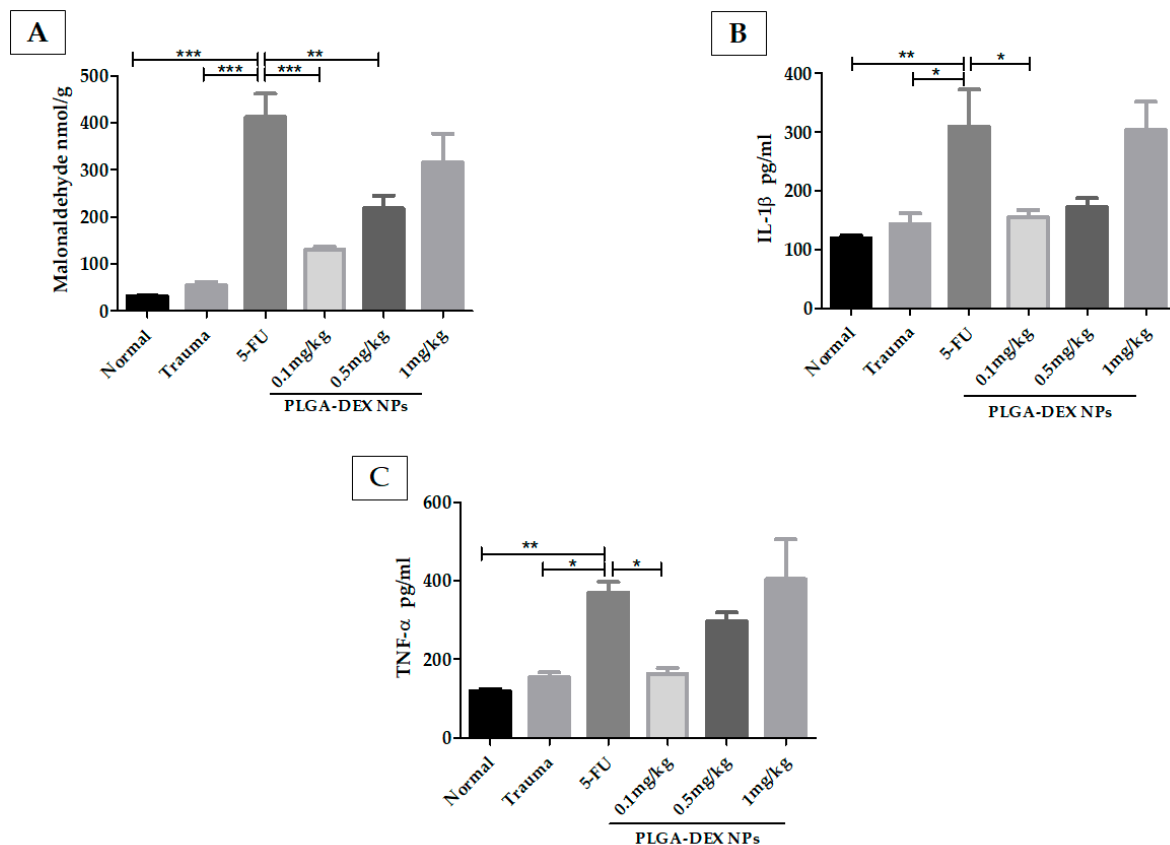 A
*** **
*** ***
500
400
300
200
100
0
Malonaldehyde nmol/g
Normal
Trauma
5-FU
0.1mg/kg
0.5mg/kg
1mg/kg
PLGA-DEX NPs
B
** *
*
400
300
200
100
0
IL-1β pg/ml
Normal
Trauma
5-FU
0.1mg/kg
0.5mg/kg
1mg/kg
PLGA-DEX NPs
C
**
* *
600
400
200
0
TNF-α pg/ml
Normal
Trauma
5-FU
0.1mg/kg
0.5mg/kg
1mg/kg
PLGA-DEX NPs